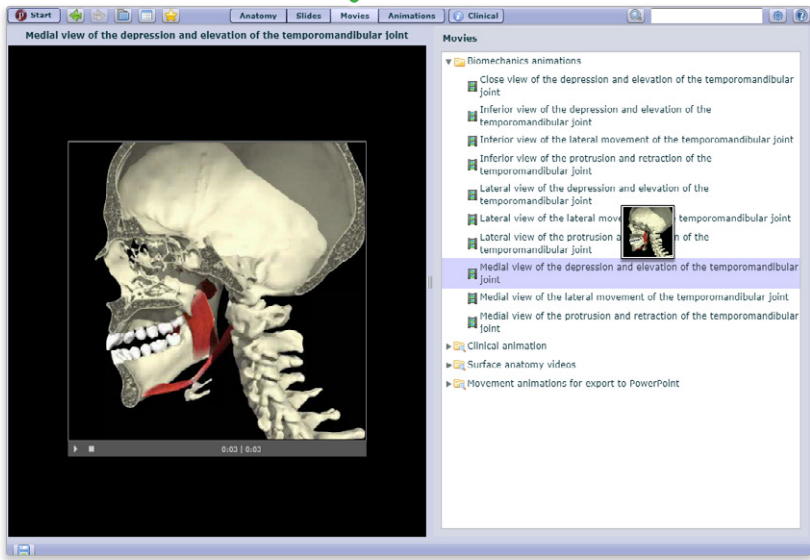 Start
Anatomy
Slides
Movies
Animations
Clinical
Medial view of the depression and elevation of the temporomandibular joint
0:03 | 0:03
Movies
Biomechanics animations
Close view of the depression and elevation of the temporomandibular
joint
Inferior view of the depression and elevation of the
temporomandibular joint
Inferior view of the lateral movement of the temporomandibular joint
Inferior view of the protrusion and retraction of the
temporomandibular joint
Lateral view of the depression and elevation of the
temporomandibular joint
Lateral view of the lateral temporomandibular joint
Lateral view of the protrusion of the
temporomandibular joint
Medial view of the depression and elevation of the temporomandibular
joint
Medial view of the lateral movement of the temporomandibular joint
Medial view of the protrusion and retraction of the temporomandibular
joint
Clinical animation
Surface anatomy videos
Movement animations for export to PowerPoint